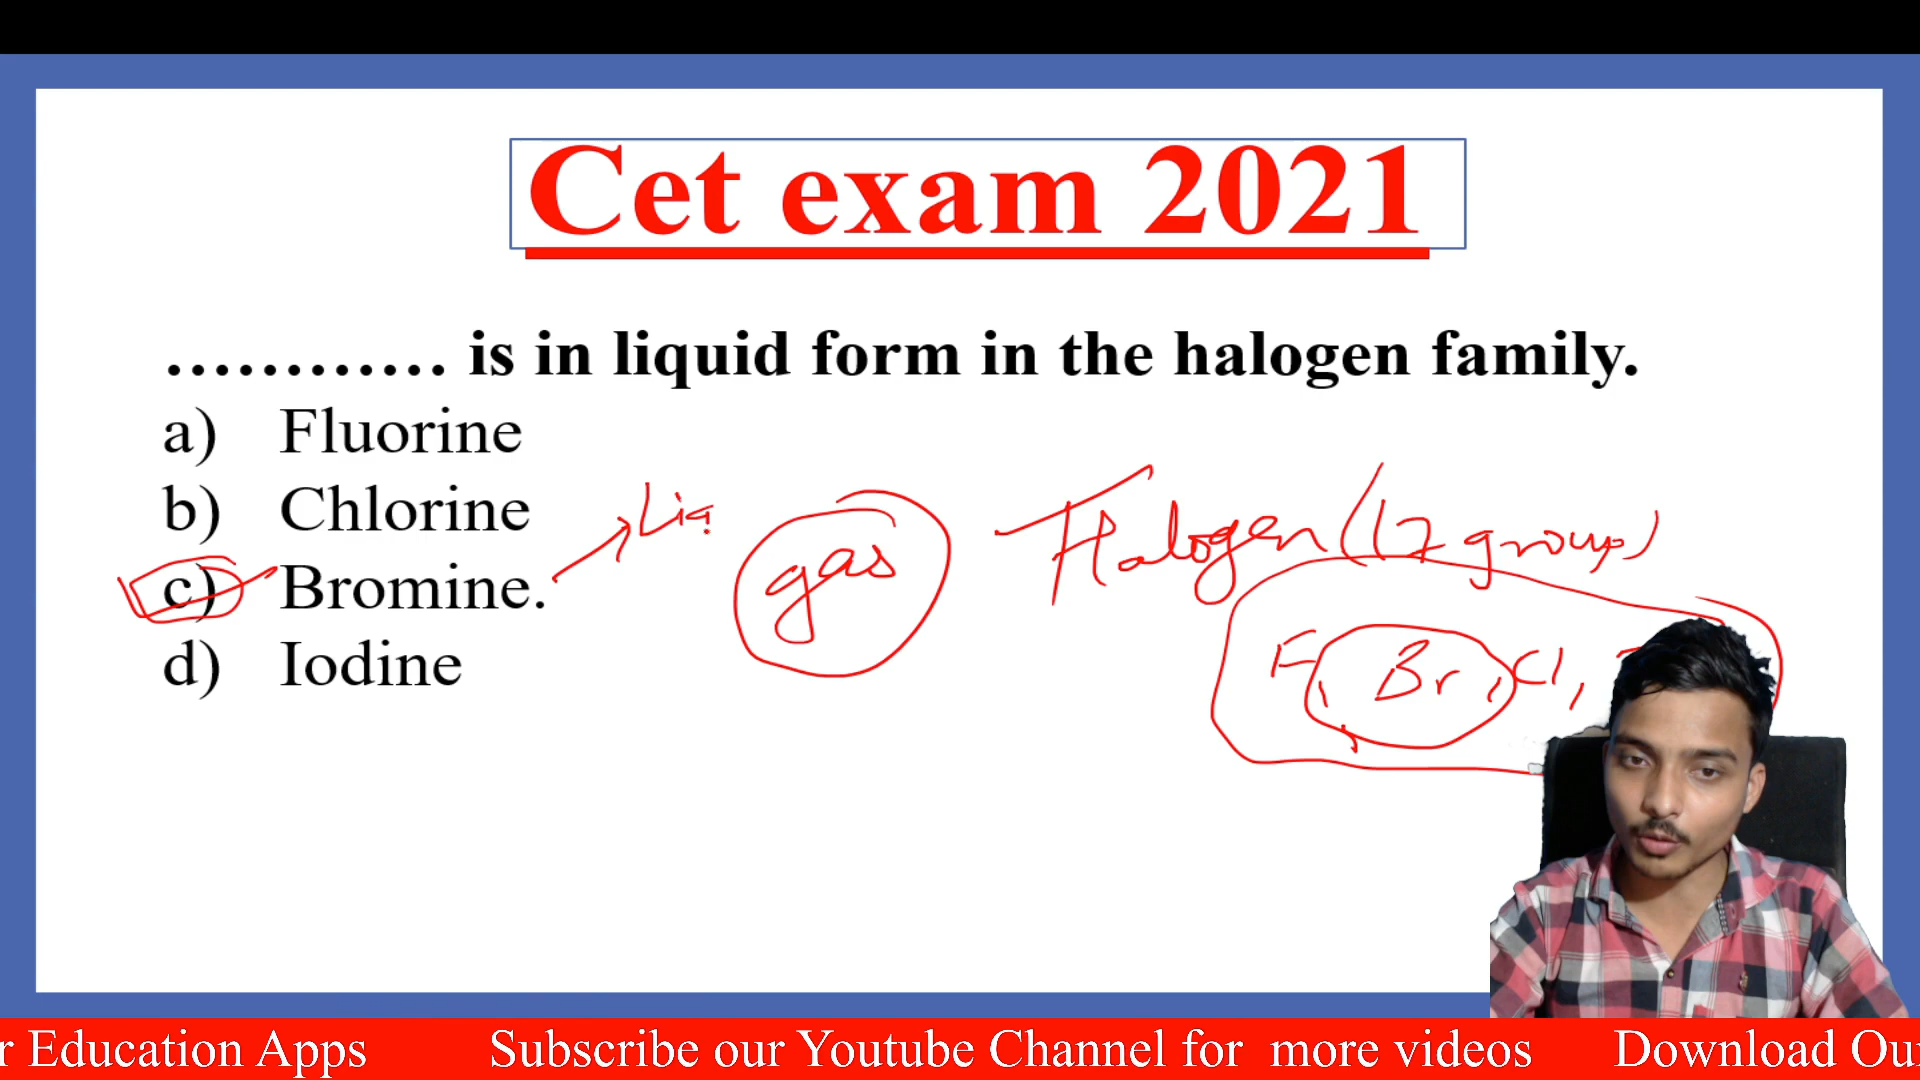 Cet exam 2021
………… is in liquid form in the halogen family.
a) Fluorine
b) Chlorine
c) Bromine.
d) Iodine
Liq
gas
Halogen (17 group)
F, Br, Cl,
r Education Apps Subscribe our Youtube Channel for more videos Download Our